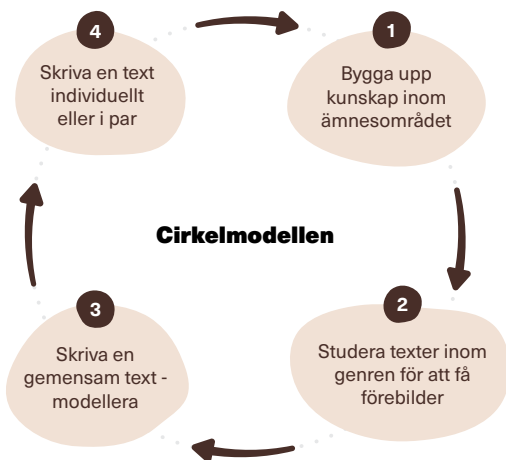 1
Bygga upp
kunskap inom
ämnesområdet
2
Studera texter inom
genren för att få
förebilder
3
Skriva en
gemensam text -
modellera
4
Skriva en text
individuellt
eller i par
Cirkelmodellen